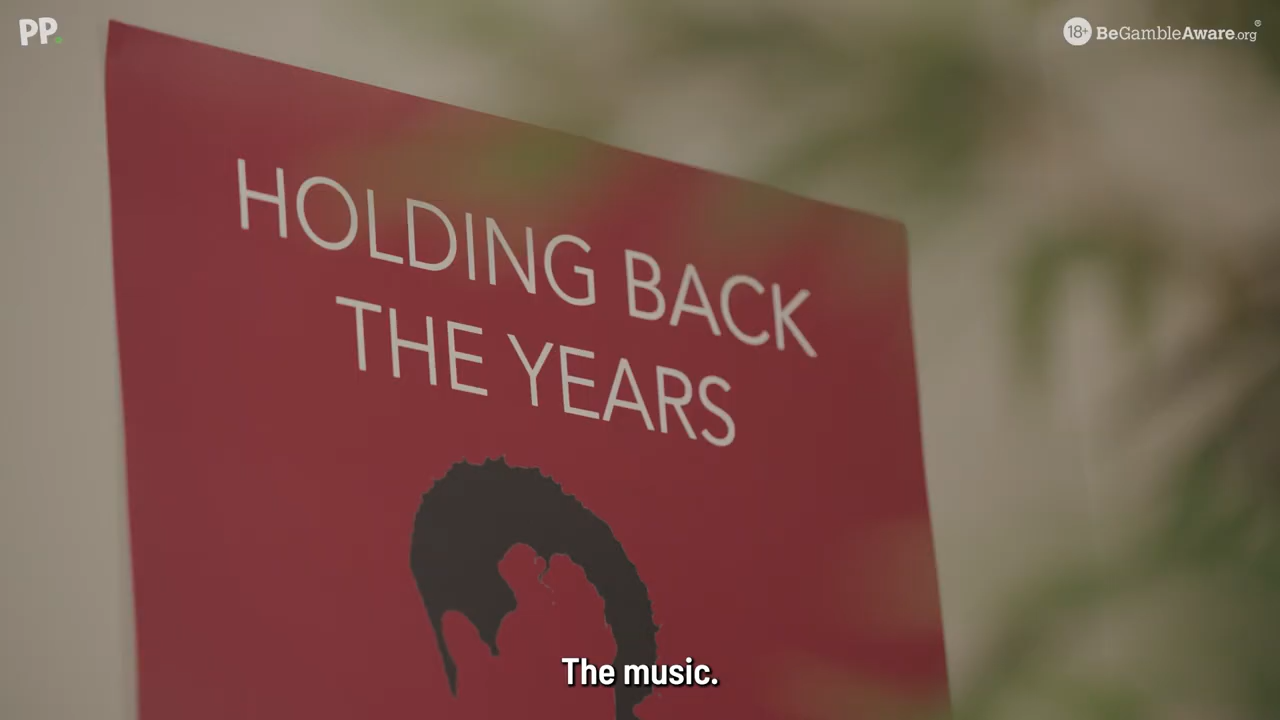 PP.
18+ BeGambleAware.org®
HOLDING BACK
THE YEARS
The music.